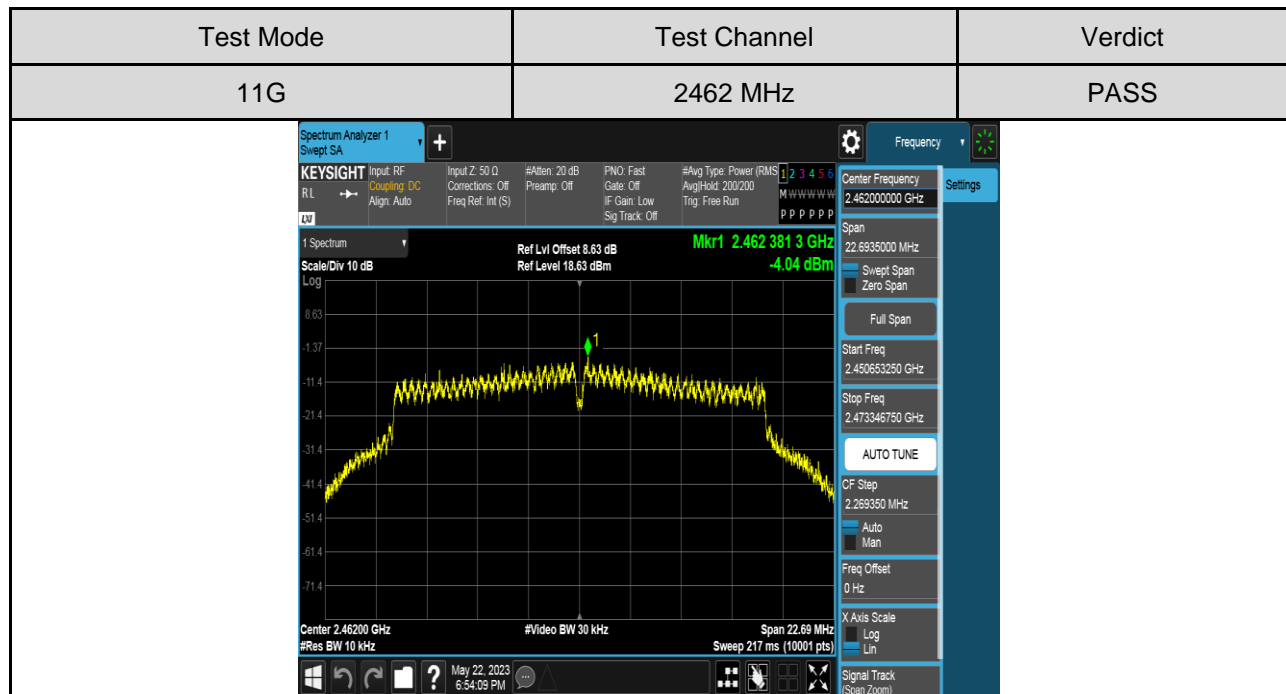 Test Mode Test Channel Verdict
11G 2462 MHz PASS
Spectrum Analyzer 1
Swept SA
+
Frequency
KEYSIGHT
RL
LXI
Input: RF
Coupling: DC
Align: Auto
Input Z: 50 Ω
Corrections: Off
Freq Ref: Int (S)
#Atten: 20 dB
Preamp: Off
PNO: Fast
Gate: Off
IF Gain: Low
Sig Track: Off
#Avg Type: Power (RMS
Avg|Hold: 200/200
Trig: Free Run
1 2 3 4 5 6
M W W W W W
P P P P P P
1 Spectrum
Scale/Div 10 dB
Ref Lvl Offset 8.63 dB
Ref Level 18.63 dBm
Mkr1 2.462 381 3 GHz
-4.04 dBm
Log
8.63
-1.37
-11.4
-21.4
-31.4
-41.4
-51.4
-61.4
-71.4
1
Center 2.46200 GHz
#Res BW 10 kHz
#Video BW 30 kHz
Span 22.69 MHz
Sweep 217 ms (10001 pts)
Settings
Center Frequency
2.462000000 GHz
Span
22.6935000 MHz
Swept Span
Zero Span
Full Span
Start Freq
2.450653250 GHz
Stop Freq
2.473346750 GHz
AUTO TUNE
CF Step
2.269350 MHz
Auto
Man
Freq Offset
0 Hz
X Axis Scale
Log
Lin
Signal Track
(Span Zoom)
?
May 22, 2023
6:54:09 PM